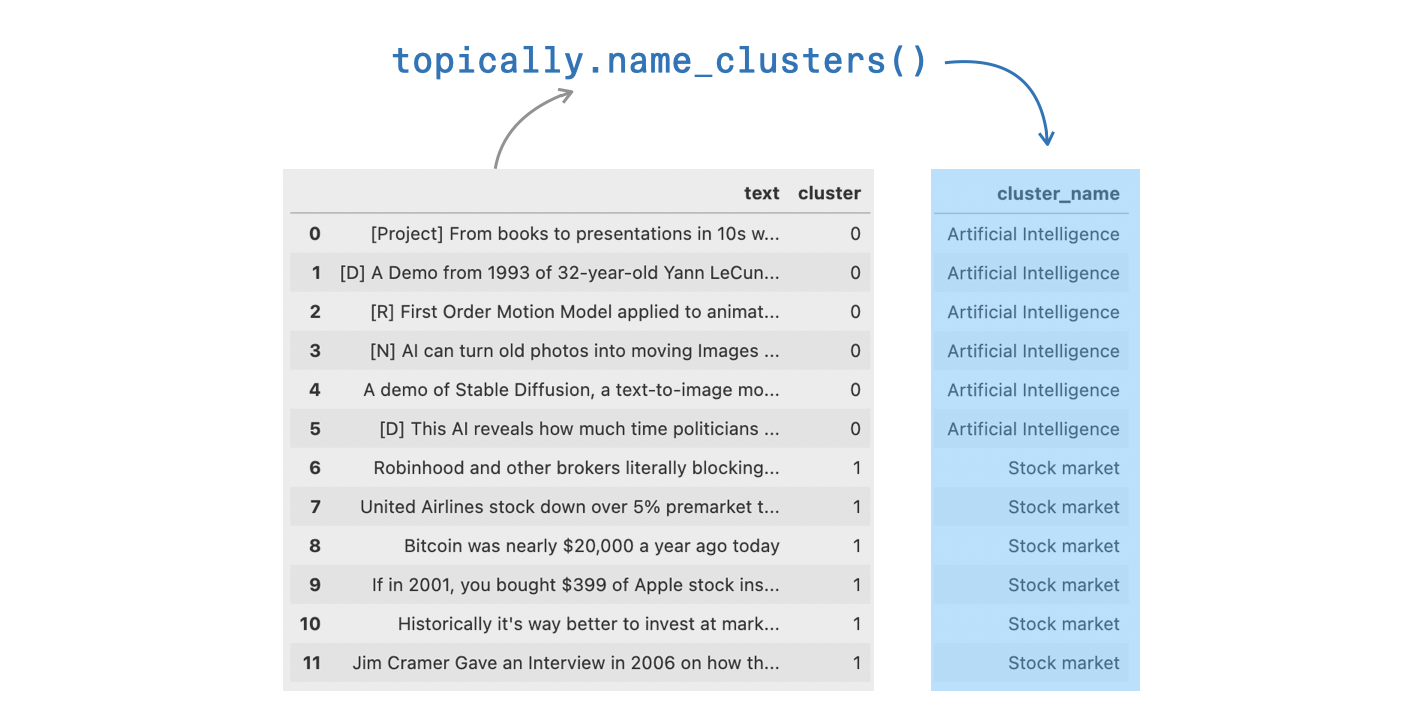 topically.name_clusters()
text cluster cluster_name
0 [Project] From books to presentations in 10s w... 0 Artificial Intelligence
1 [D] A Demo from 1993 of 32-year-old Yann LeCun... 0 Artificial Intelligence
2 [R] First Order Motion Model applied to animat... 0 Artificial Intelligence
3 [N] AI can turn old photos into moving Images ... 0 Artificial Intelligence
4 A demo of Stable Diffusion, a text-to-image mo... 0 Artificial Intelligence
5 [D] This AI reveals how much time politicians ... 0 Artificial Intelligence
6 Robinhood and other brokers literally blocking... 1 Stock market
7 United Airlines stock down over 5% premarket t... 1 Stock market
8 Bitcoin was nearly $20,000 a year ago today 1 Stock market
9 If in 2001, you bought $399 of Apple stock ins... 1 Stock market
10 Historically it's way better to invest at mark... 1 Stock market
11 Jim Cramer Gave an Interview in 2006 on how th... 1 Stock market